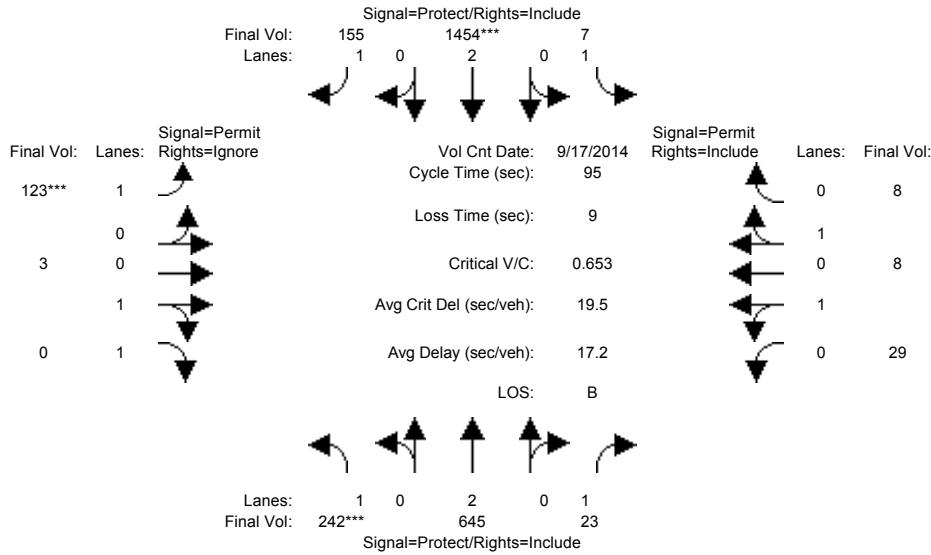 Signal=Protect/Rights=Include
Final Vol: 155 1454*** 7
Lanes: 1 0 2 0 1
Signal=Permit Signal=Permit
Final Vol: Lanes: Rights=Ignore Vol Cnt Date: 9/17/2014 Rights=Include Lanes: Final Vol:
Cycle Time (sec): 95
123*** 1 0 8
Loss Time (sec): 9
0 1
3 0 Critical V/C: 0.653 0 8
1 Avg Crit Del (sec/veh): 19.5 1
0 1 Avg Delay (sec/veh): 17.2 0 29
LOS: B
Lanes: 1 0 2 0 1
Final Vol: 242*** 645 23
Signal=Protect/Rights=Include